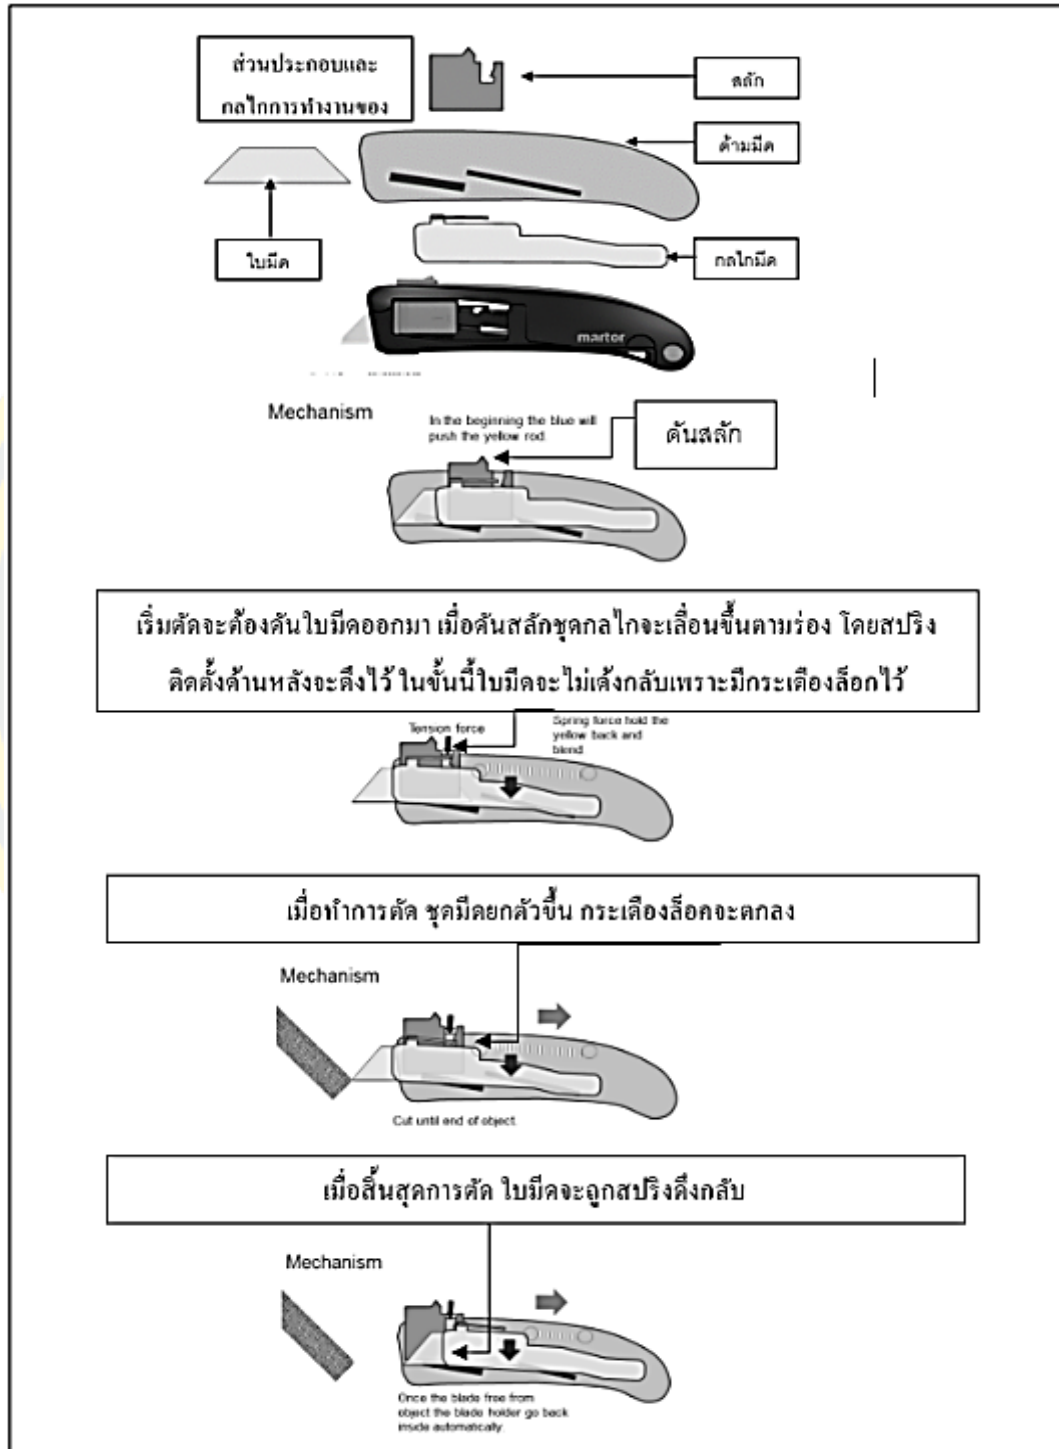 ส่วนประกอบและ
กลไกการทำงานของ
สลัก
ด้ามมีด
ใบมีด
กลไกมีด
martor
Mechanism
In the beginning the blue will
push the yellow rod.
ดันสลัก
เริ่มตัดจะต้องดันใบมีดออกมา เมื่อดันสลักชุดกลไกจะเลื่อนขึ้นตามร่อง โดยสปริง
ติดตั้งด้านหลังจะดึงไว้ ในขั้นนี้ใบมีดจะไม่เด้งกลับเพราะมีกระเดืองล็อกไว้
Tension force
Spring force hold the
yellow back and
blend
เมื่อทำการตัด ชุดมีดยกตัวขึ้น กระเดืองล็อคจะตกลง
Mechanism
Cut until end of object.
เมื่อสิ้นสุดการตัด ใบมีดจะถูกสปริงดึงกลับ
Mechanism
Once the blade free from
object the blade holder go back
inside automatically.